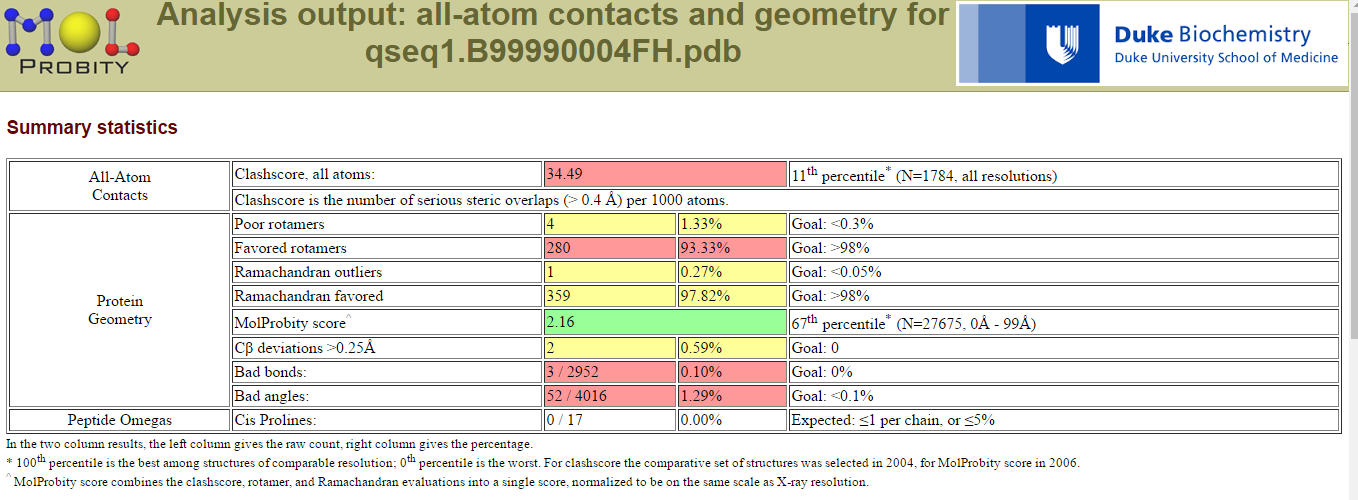 MOL
PROBITY
Analysis output: all-atom contacts and geometry for
qseq1.B99990004FH.pdb
Duke Biochemistry
Duke University School of Medicine
Summary statistics
All-Atom
Contacts
Clashscore, all atoms: 34.49 11th percentile* (N=1784, all resolutions)
Clashscore is the number of serious steric overlaps (> 0.4 Å) per 1000 atoms.
Protein
Geometry
Poor rotamers 4 1.33% Goal: <0.3%
Favored rotamers 280 93.33% Goal: >98%
Ramachandran outliers 1 0.27% Goal: <0.05%
Ramachandran favored 359 97.82% Goal: >98%
MolProbity score^ 2.16 67th percentile* (N=27675, 0Å - 99Å)
Cβ deviations >0.25Å 2 0.59% Goal: 0
Bad bonds: 3 / 2952 0.10% Goal: 0%
Bad angles: 52 / 4016 1.29% Goal: <0.1%
Peptide Omegas Cis Prolines: 0 / 17 0.00% Expected: ≤1 per chain, or ≤5%
In the two column results, the left column gives the raw count, right column gives the percentage.
* 100th percentile is the best among structures of comparable resolution; 0th percentile is the worst. For clashscore the comparative set of structures was selected in 2004, for MolProbity score in 2006.
^ MolProbity score combines the clashscore, rotamer, and Ramachandran evaluations into a single score, normalized to be on the same scale as X-ray resolution.